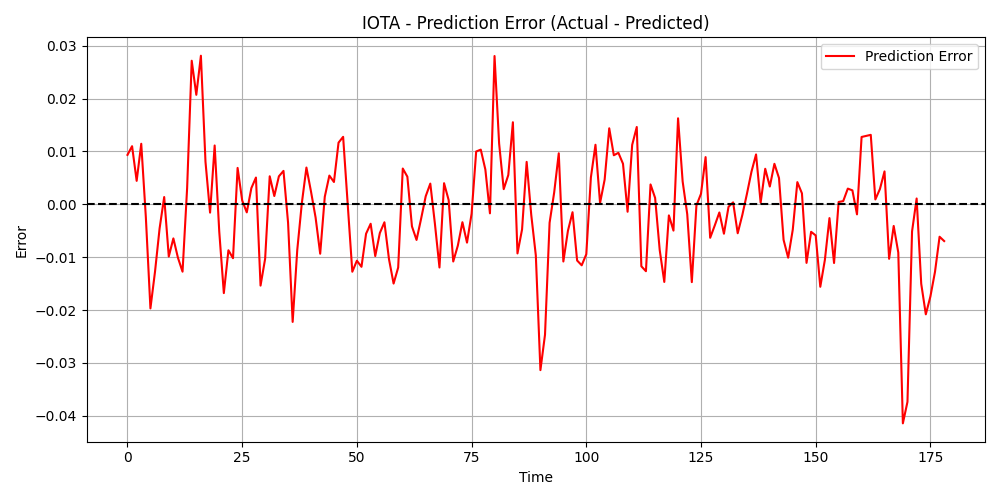 IOTA - Prediction Error (Actual - Predicted)
Prediction Error
0.03
0.02
0.01
0.00
−0.01
−0.02
−0.03
−0.04
Error
0 25 50 75 100 125 150 175
Time